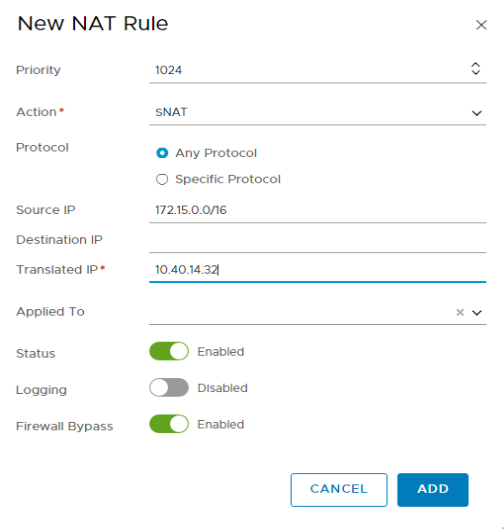 New NAT Rule
Priority 1024
Action* SNAT
Protocol Any Protocol
Specific Protocol
Source IP 172.15.0.0/16
Destination IP
Translated IP* 10.40.14.32
Applied To
Status Enabled
Logging Disabled
Firewall Bypass Enabled
CANCEL ADD